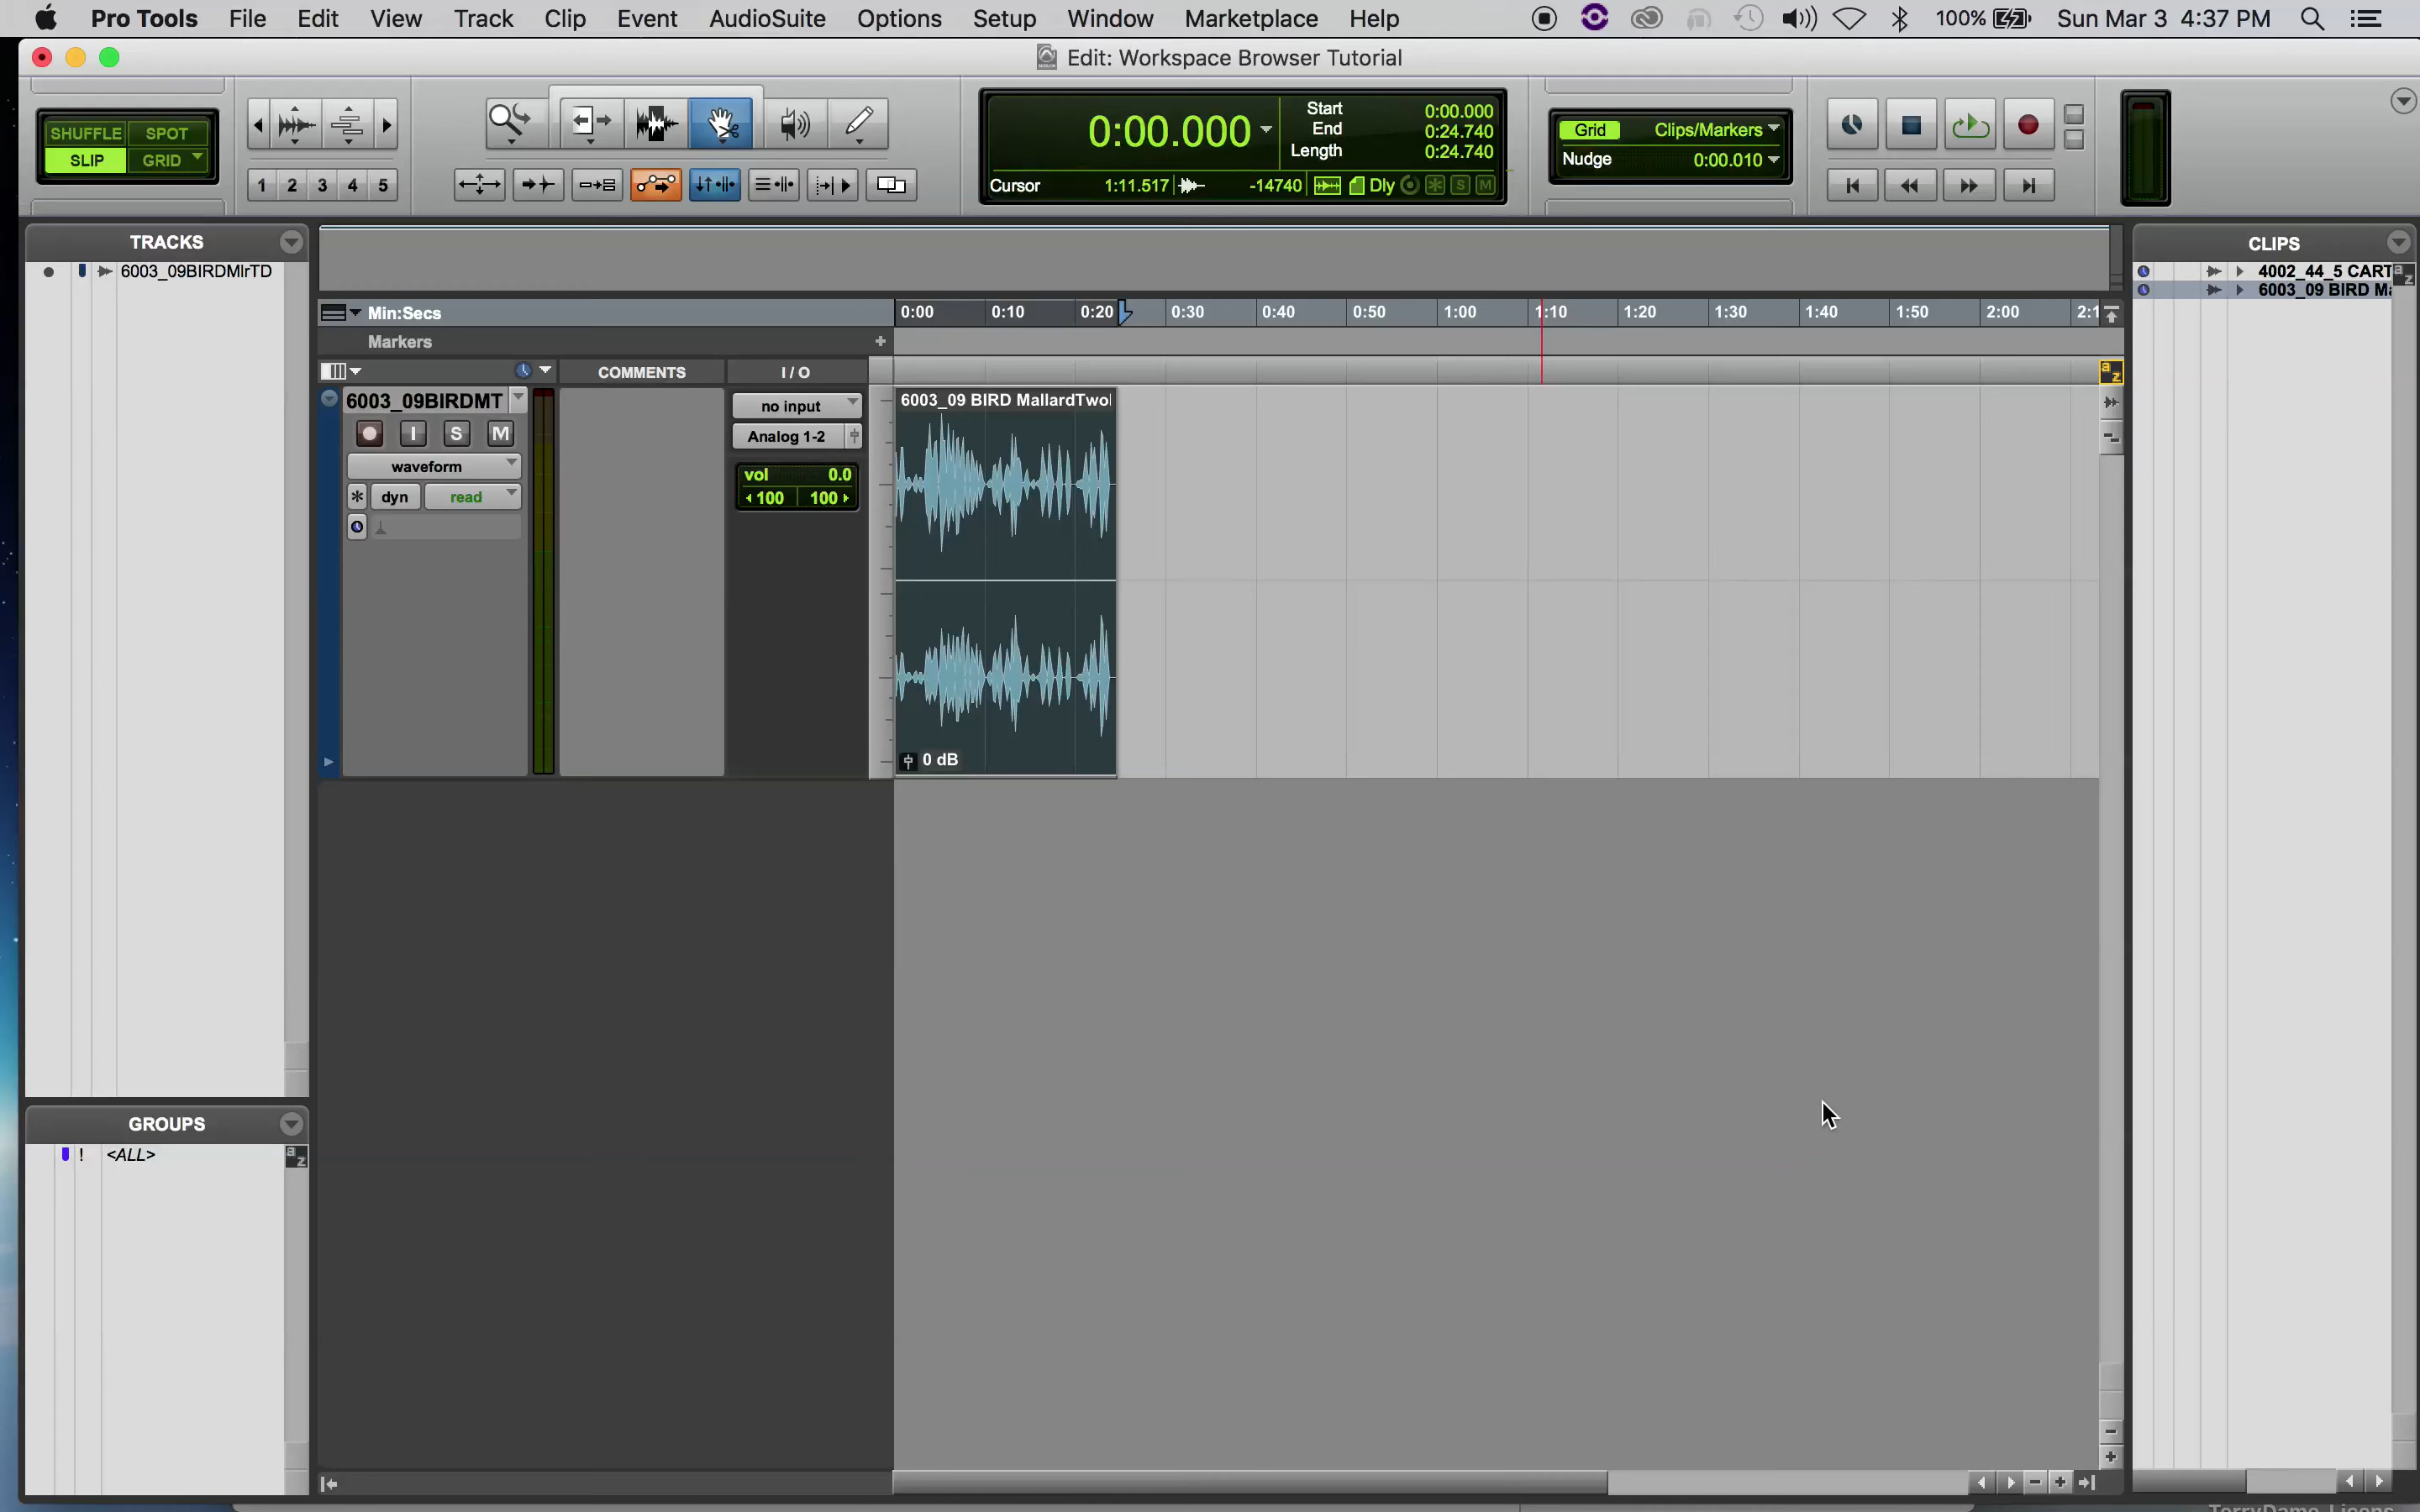 Pro Tools File Edit View Track Clip Event AudioSuite Options Setup Window Marketplace Help 100% Sun Mar 3 4:37 PM
Edit: Workspace Browser Tutorial
SHUFFLE SPOT
SLIP GRID
1 2 3 4 5
0:00.000
Start 0:00.000
End 0:24.740
Length 0:24.740
Cursor 1:11.517 -14740 Dly S M
Grid Clips/Markers
Nudge 0:00.010
TRACKS
6003_09BIRDMlrTD
CLIPS
4002_44_5 CART
6003_09 BIRD Ma
a z
Min:Secs 0:00 0:10 0:20 0:30 0:40 0:50 1:00 1:10 1:20 1:30 1:40 1:50 2:00 2:1
Markers
COMMENTS I / O
a z
6003_09BIRDMT
I S M
waveform
dyn read
no input
Analog 1-2
vol 0.0
100 100
6003_09 BIRD MallardTwo
0 dB
GROUPS
! <ALL>
a z